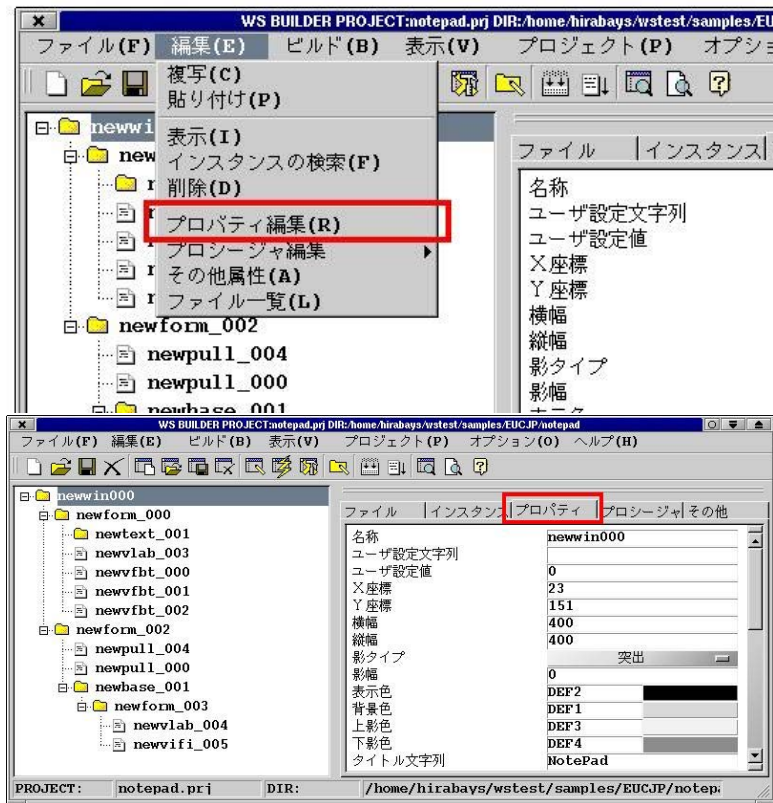 WS BUILDER PROJECT:notepad.prj DIR:/home/hirabays/wstest/samples/EU
ファイル(F) 編集(E) ビルド(B) 表示(V) プロジェクト(P) オプショ
複写(C)
貼り付け(P)
表示(I)
インスタンスの検索(F)
削除(D)
プロパティ編集(R)
プロシージャ編集
その他属性(A)
ファイル一覧(L)
newwi
new
newform_002
newpull_004
newpull_000
newbase_001
ファイル インスタンス
名称
ユーザ設定文字列
ユーザ設定値
X座標
Y座標
横幅
縦幅
影タイプ
影幅
WS BUILDER PROJECT:notepad.prj DIR:/home/hirabays/wstest/samples/EUCJP/notepad
ファイル(F) 編集(E) ビルド(B) 表示(V) プロジェクト(P) オプション(O) ヘルプ(H)
newwin000
newform_000
newtext_001
newvlab_003
newvfbt_000
newvfbt_001
newvfbt_002
newform_002
newpull_004
newpull_000
newbase_001
newform_003
newvlab_004
newvifi_005
ファイル インスタンス プロパティ プロシージャ その他
名称 newwin000
ユーザ設定文字列
ユーザ設定値 0
X座標 23
Y座標 151
横幅 400
縦幅 400
影タイプ 突出
影幅 0
表示色 DEF2
背景色 DEF1
上影色 DEF3
下影色 DEF4
タイトル文字列 NotePad
PROJECT: notepad.prj DIR: /home/hirabays/wstest/samples/EUCJP/notep